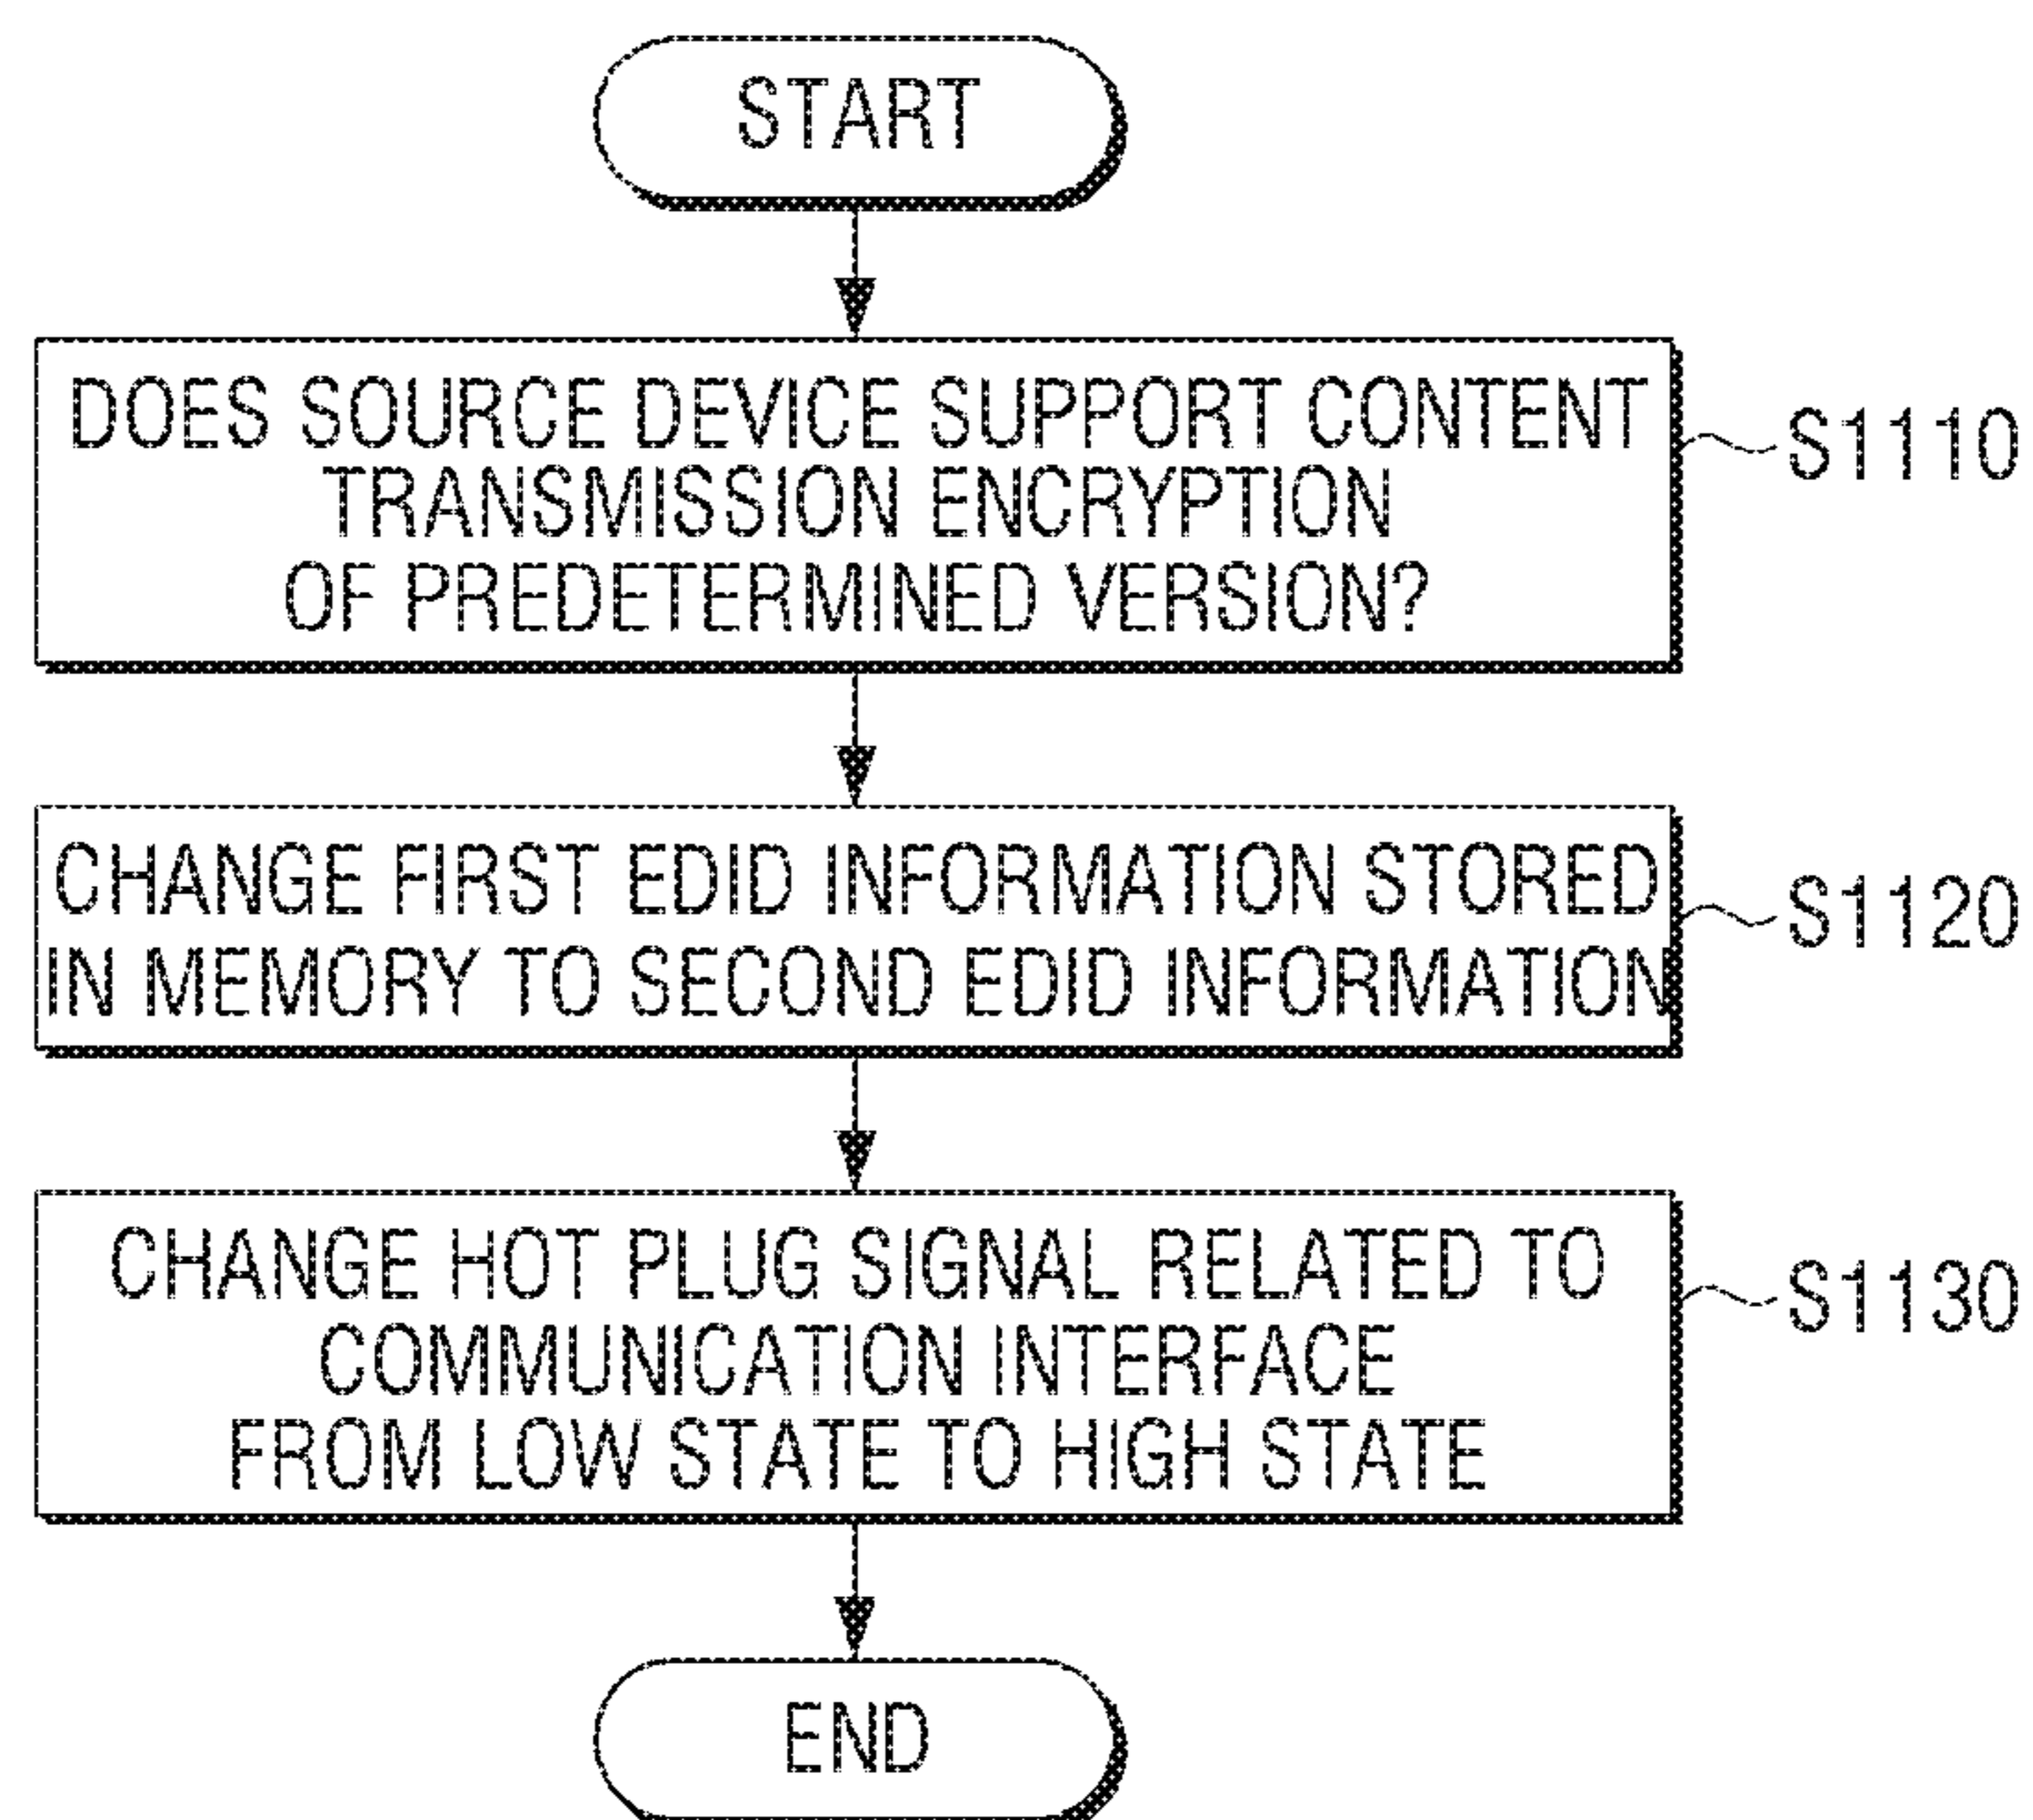 START
DOES SOURCE DEVICE SUPPORT CONTENT
TRANSMISSION ENCRYPTION
OF PREDETERMINED VERSION?
S1110
CHANGE FIRST EDID INFORMATION STORED
IN MEMORY TO SECOND EDID INFORMATION
S1120
CHANGE HOT PLUG SIGNAL RELATED TO
COMMUNICATION INTERFACE
FROM LOW STATE TO HIGH STATE
S1130
END